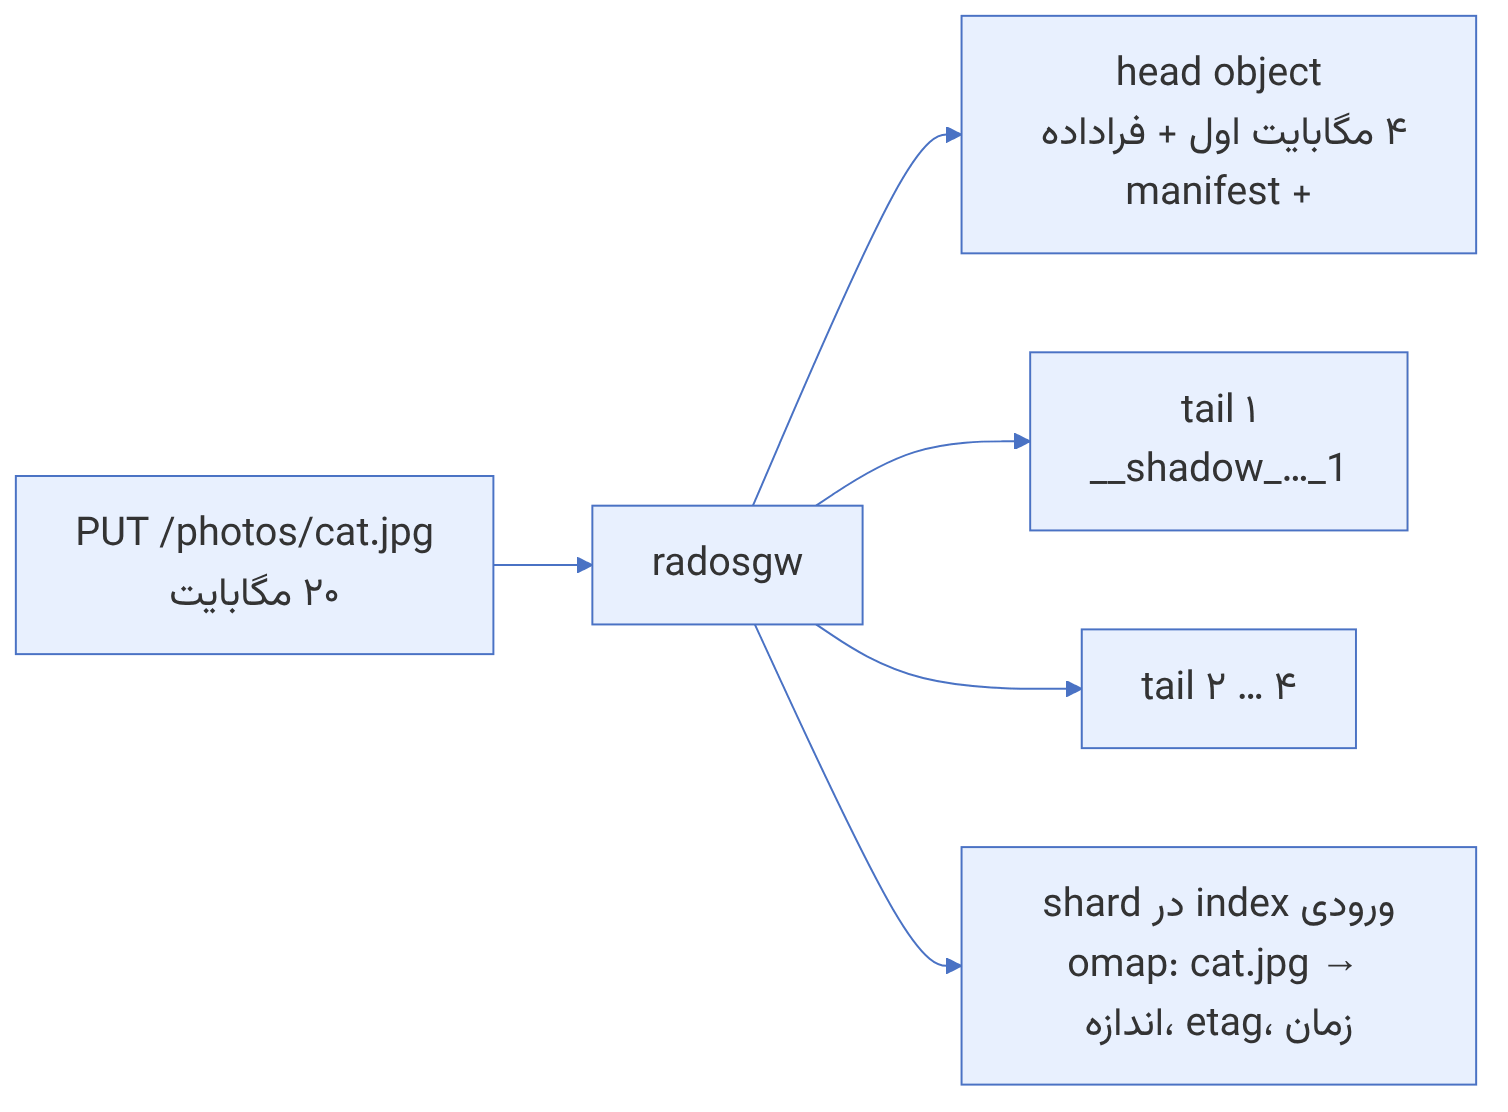 PUT /photos/cat.jpg
۲۰ مگابایت
radosgw
head object
۴ مگابایت اول + فراداده
+ manifest
tail ۱
__shadow_..._1
tail ۲ ... ۴
ورودی index در shard
omap: cat.jpg →
اندازه، etag، زمان